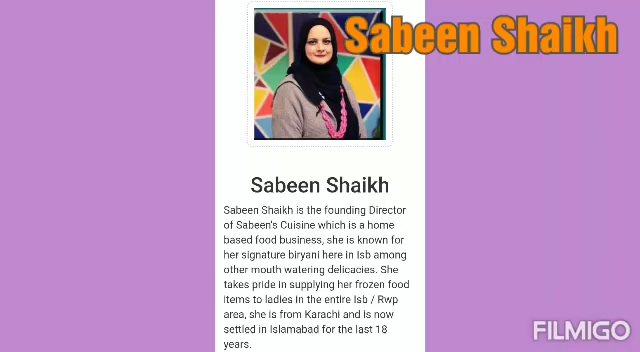 Sabeen Shaikh
Sabeen Shaikh
Sabeen Shaikh is the founding Director
of Sabeen's Cuisine which is a home
based food business, she is known for
her signature biryani here in Isb among
other mouth watering delicacies. She
takes pride in supplying her frozen food
items to ladies in the entire Isb / Rwp
area, she is from Karachi and is now
settled in Islamabad for the last 18
years.
FILMIGO